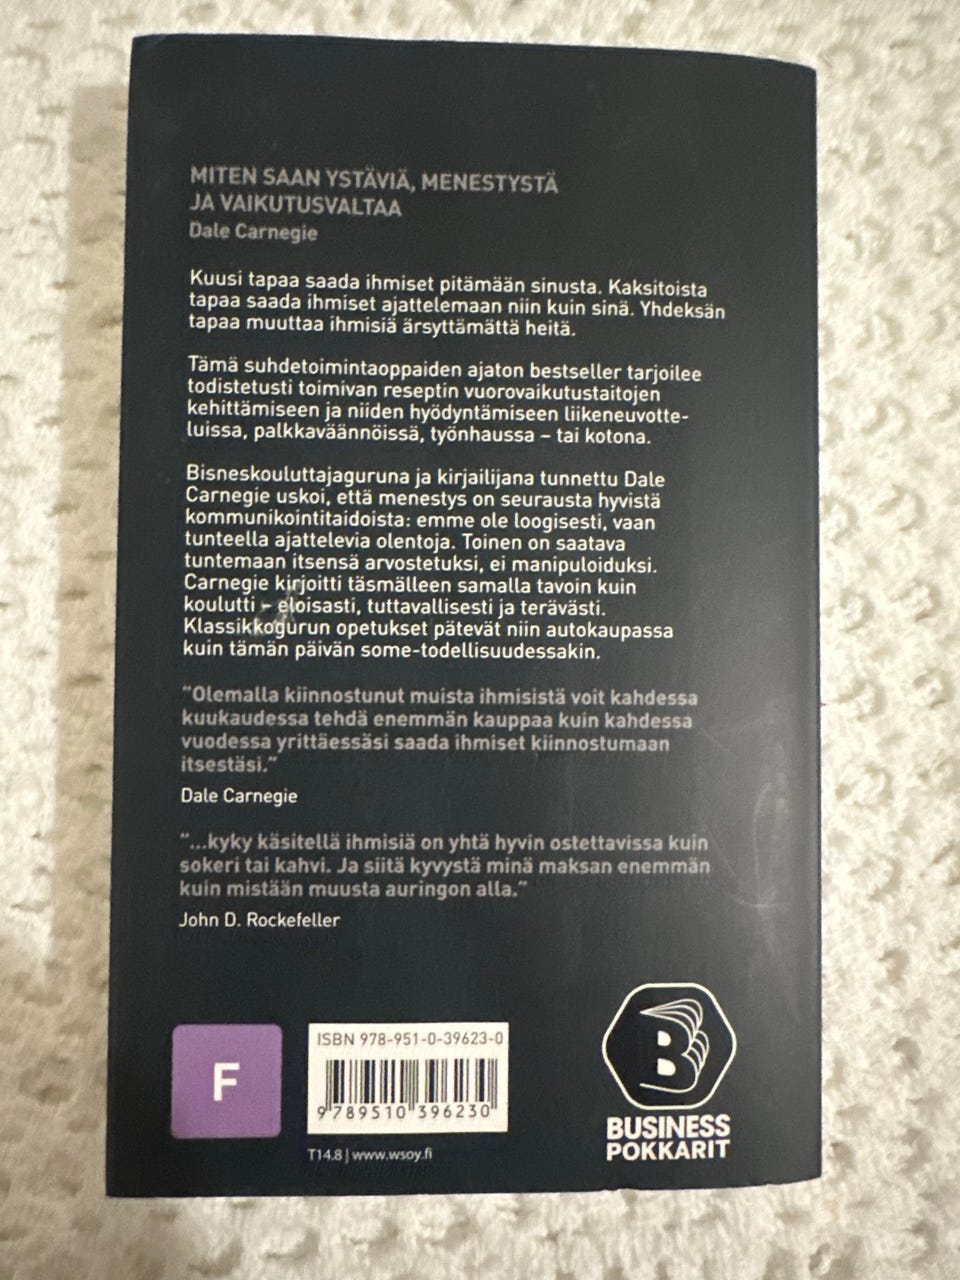 MITEN SAAN YSTÄVIÄ, MENESTYSTÄ
JA VAIKUTUSVALTAA
Dale Carnegie
Kuusi tapaa saada ihmiset pitämään sinusta. Kaksitoista
tapaa saada ihmiset ajattelemaan niin kuin sinä. Yhdeksän
tapaa muuttaa ihmisiä ärsyttämättä heitä.
Tämä suhdetoimintaoppaiden ajaton bestseller tarjoilee
todistetusti toimivan reseptin vuorovaikutustaitojen
kehittämiseen ja niiden hyödyntämiseen liikeneuvotte-
luissa, palkkaväännöissä, työnhaussa – tai kotona.
Bisneskouluttajaguruna ja kirjailijana tunnettu Dale
Carnegie uskoi, että menestys on seurausta hyvistä
kommunikointitaidoista: emme ole loogisesti, vaan
tunteella ajattelevia olentoja. Toinen on saatava
tuntemaan itsensä arvostetuksi, ei manipuloiduksi.
Carnegie kirjoitti täsmälleen samalla tavoin kuin
koulutti – eloisasti, tuttavallisesti ja terävästi.
Klassikkogurun opetukset pätevät niin autokaupassa
kuin tämän päivän some-todellisuudessakin.
”Olemalla kiinnostunut muista ihmisistä voit kahdessa
kuukaudessa tehdä enemmän kauppaa kuin kahdessa
vuodessa yrittäessäsi saada ihmiset kiinnostumaan
itsestäsi.”
Dale Carnegie
”...kyky käsitellä ihmisiä on yhtä hyvin ostettavissa kuin
sokeri tai kahvi. Ja siitä kyvystä minä maksan enemmän
kuin mistään muusta auringon alla.”
John D. Rockefeller
F
ISBN 978-951-0-39623-0
9 789510 396230
T14.8 | www.wsoy.fi
B
BUSINESS
POKKARIT